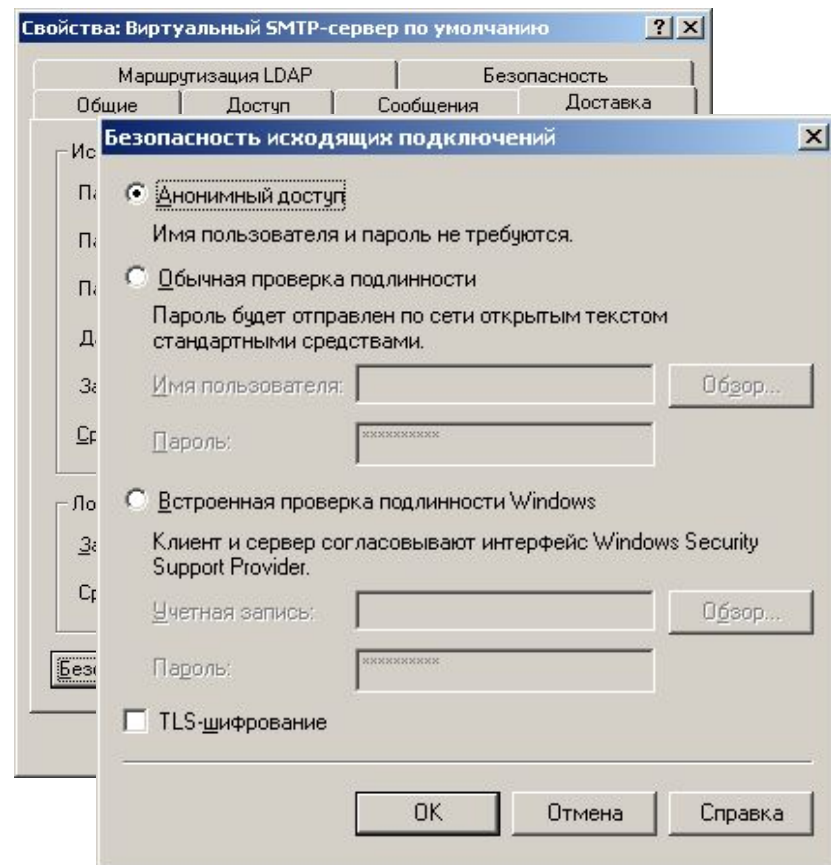 Свойства: Виртуальный SMTP-сервер по умолчанию
Маршрутизация LDAP
Безопасность
Общие
Доступ
Сообщения
Доставка
Безопасность исходящих подключений
Анонимный доступ
Имя пользователя и пароль не требуются.
Обычная проверка подлинности
Пароль будет отправлен по сети открытым текстом
стандартными средствами.
Имя пользователя:
Обзор...
Пароль:
xxxxxxxxxx
Встроенная проверка подлинности Windows
Клиент и сервер согласовывают интерфейс Windows Security
Support Provider.
Учетная запись:
Обзор...
Пароль:
xxxxxxxxxx
TLS-шифрование
OK
Отмена
Справка